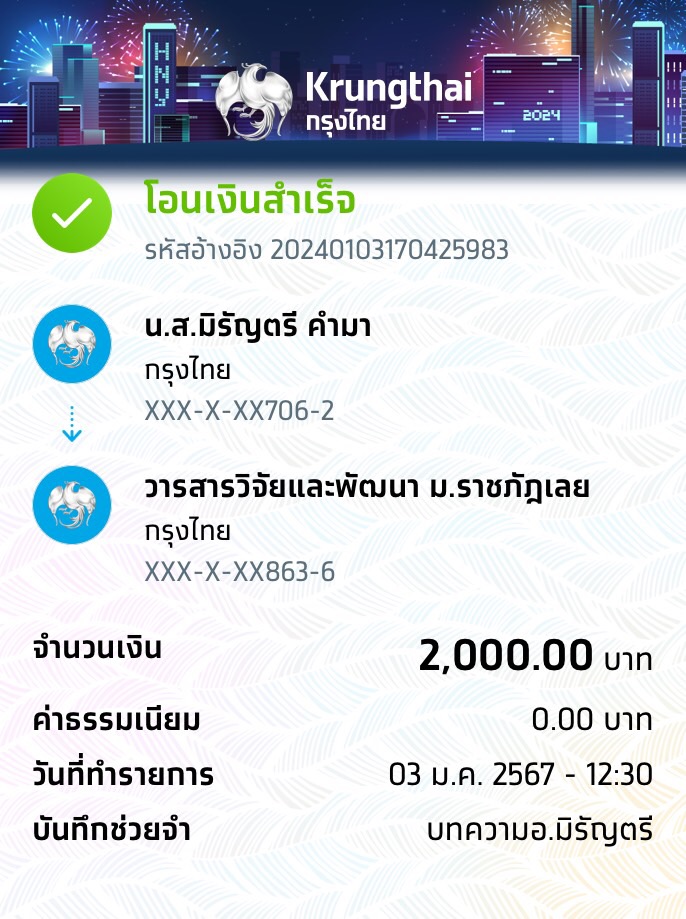 HNY
Krungthai
กรุงไทย
2024
โอนเงินสำเร็จ
รหัสอ้างอิง 20240103170425983
น.ส.มิรัญตรี คำมา
กรุงไทย
XXX-X-XX706-2
วารสารวิจัยและพัฒนา ม.ราชภัฎเลย
กรุงไทย
XXX-X-XX863-6
จำนวนเงิน 2,000.00 บาท
ค่าธรรมเนียม 0.00 บาท
วันที่ทำรายการ 03 ม.ค. 2567 - 12:30
บันทึกช่วยจำ บทความอ.มิรัญตรี